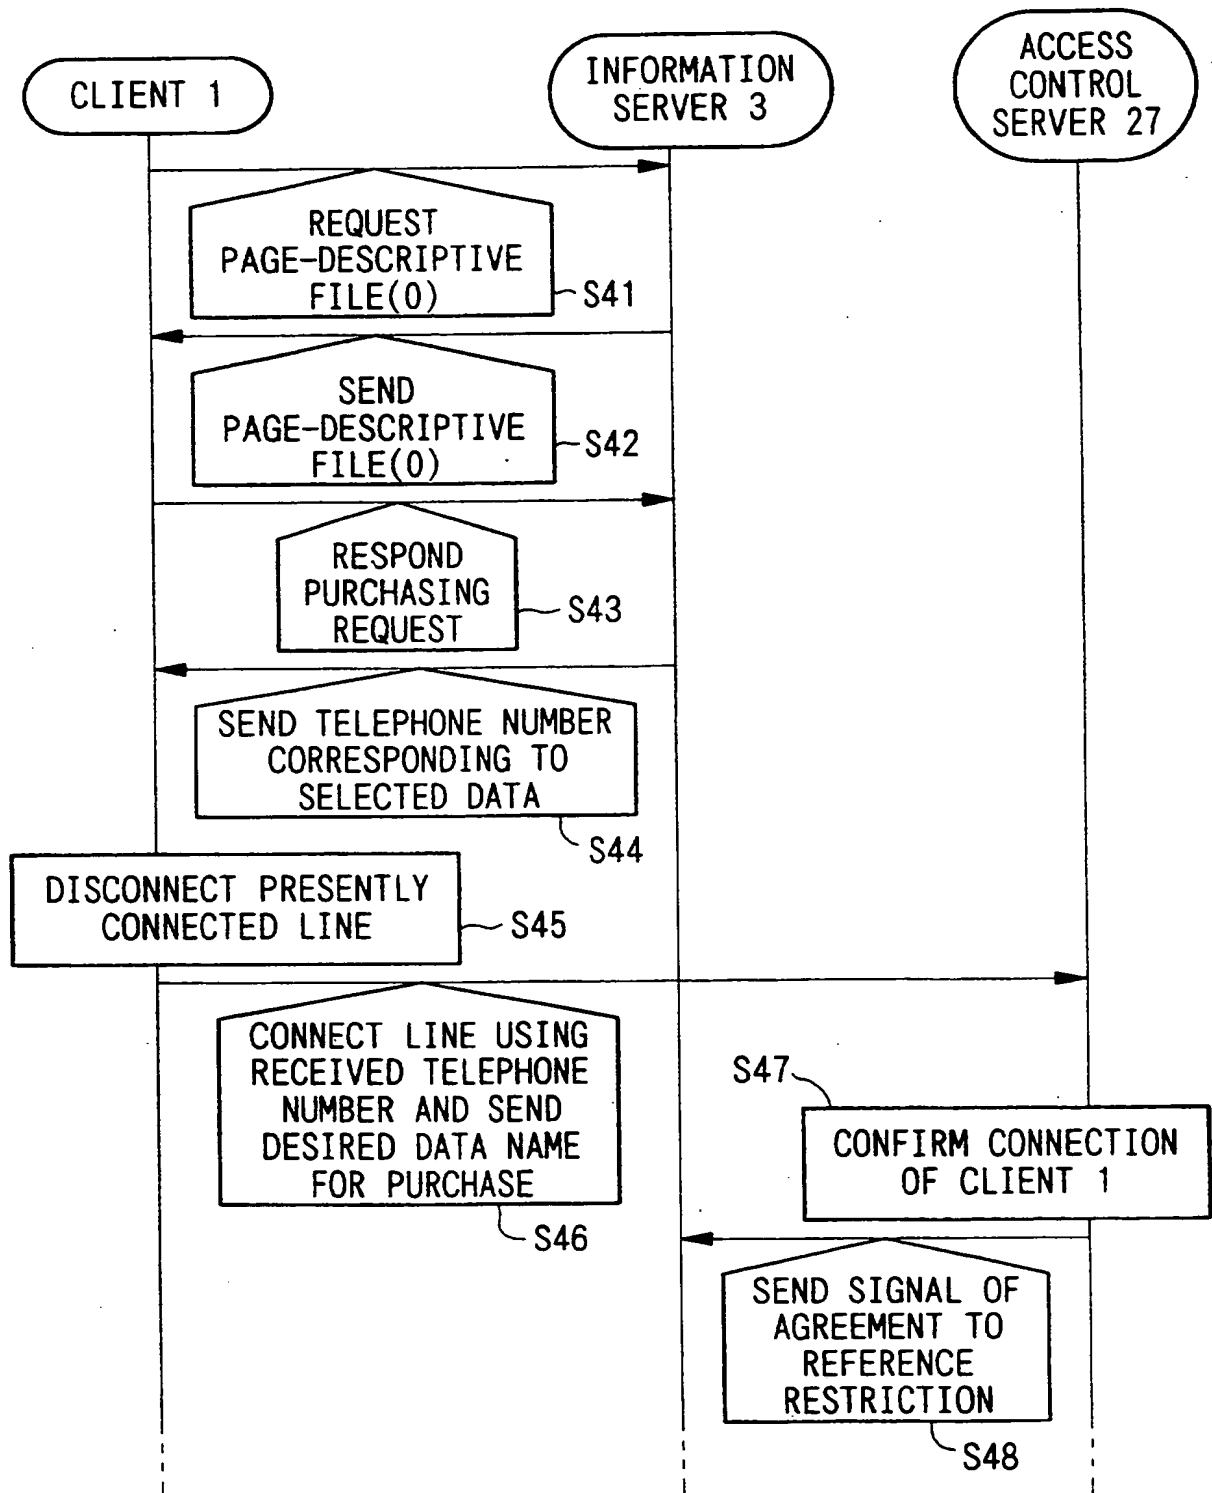 CLIENT 1
INFORMATION
SERVER 3
ACCESS
CONTROL
SERVER 27
REQUEST
PAGE-DESCRIPTIVE
FILE(0)
S41
SEND
PAGE-DESCRIPTIVE
FILE(0)
S42
RESPOND
PURCHASING
REQUEST
S43
SEND TELEPHONE NUMBER
CORRESPONDING TO
SELECTED DATA
S44
DISCONNECT PRESENTLY
CONNECTED LINE
S45
CONNECT LINE USING
RECEIVED TELEPHONE
NUMBER AND SEND
DESIRED DATA NAME
FOR PURCHASE
S46
S47
CONFIRM CONNECTION
OF CLIENT 1
SEND SIGNAL OF
AGREEMENT TO
REFERENCE
RESTRICTION
S48